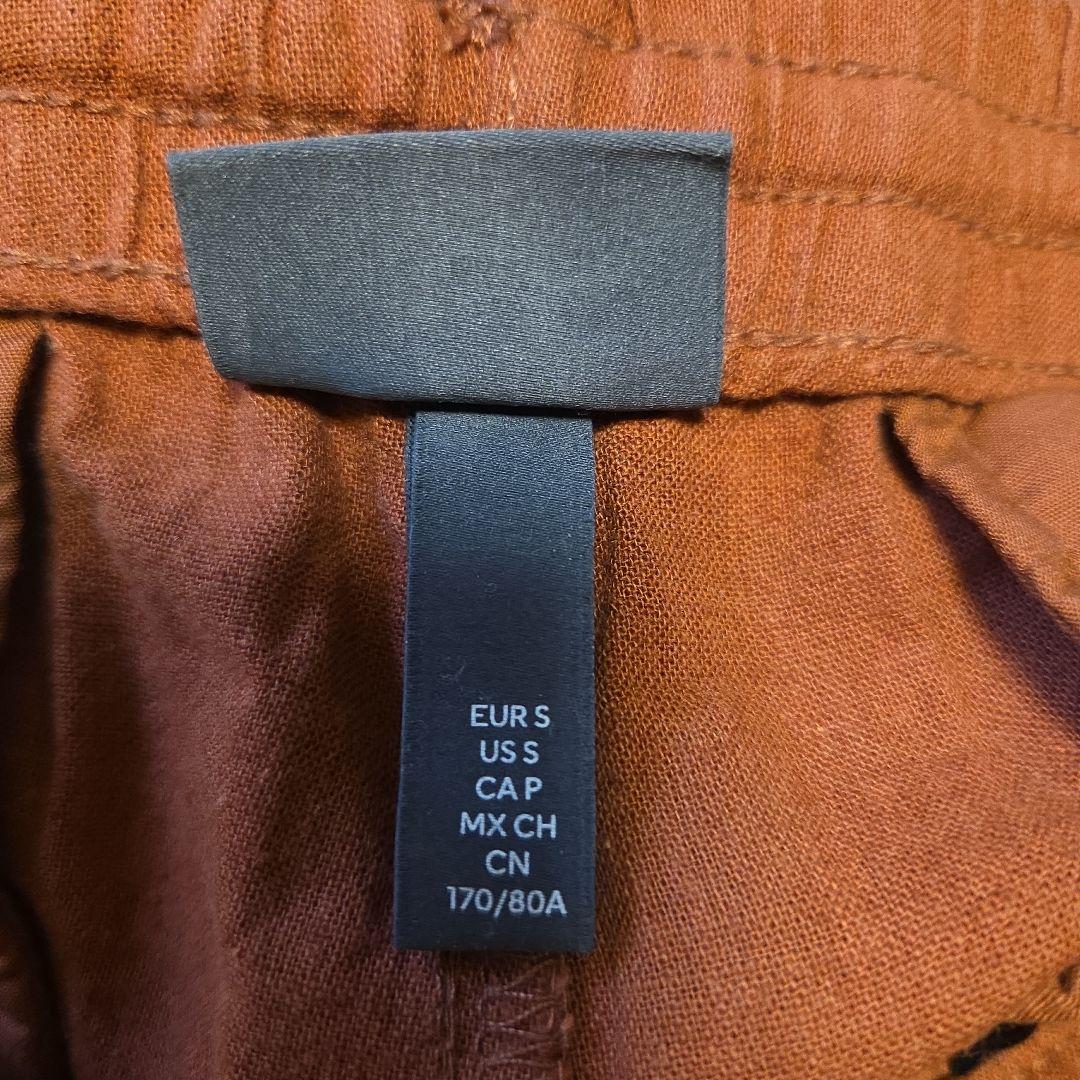 EUR S
US S
CA P
MX CH
CN
170/80A